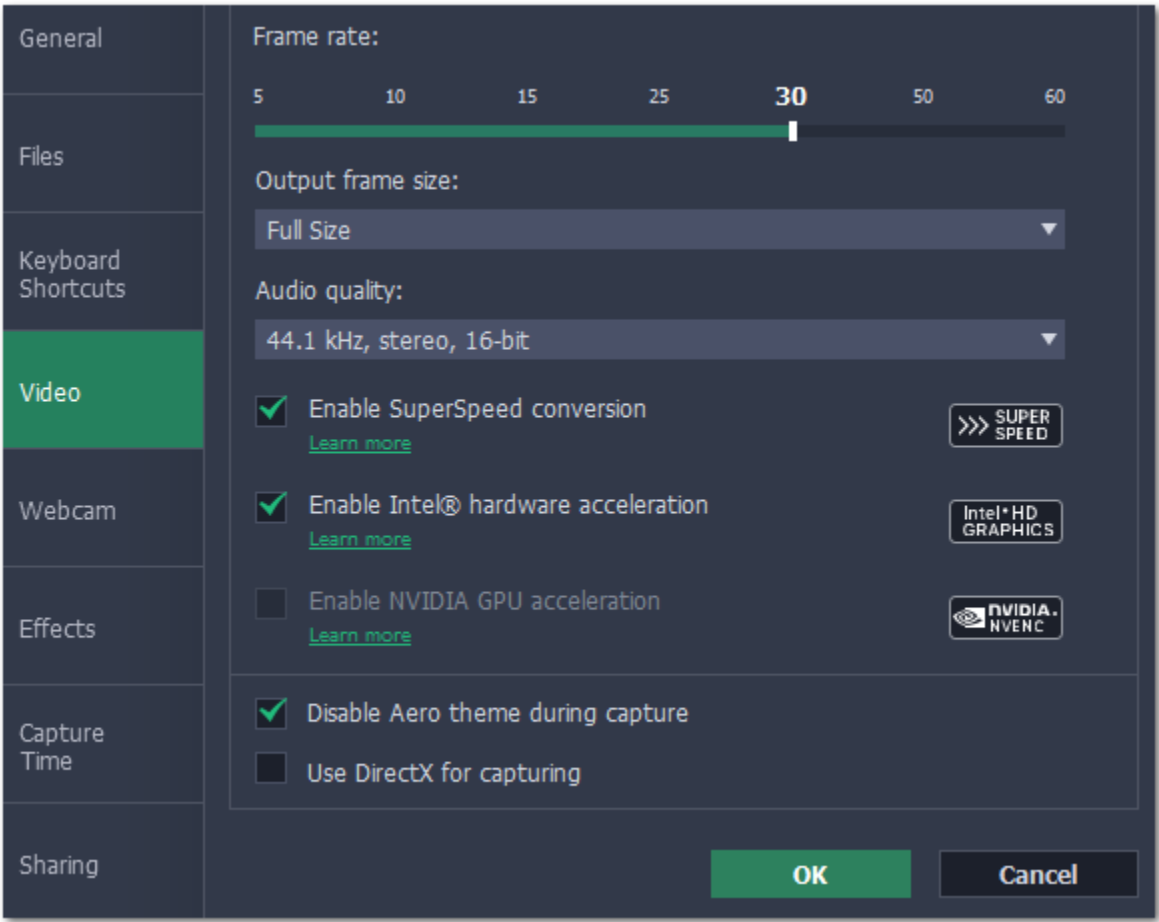 General
Files
Keyboard
Shortcuts
Video
Webcam
Effects
Capture
Time
Sharing
Frame rate:
5 10 15 25 30 50 60
Output frame size:
Full Size
Audio quality:
44.1 kHz, stereo, 16-bit
Enable SuperSpeed conversion
Learn more
SUPER
SPEED
Enable Intel® hardware acceleration
Learn more
Intel® HD
GRAPHICS
Enable NVIDIA GPU acceleration
Learn more
NVIDIA.
NVENC
Disable Aero theme during capture
Use DirectX for capturing
OK Cancel